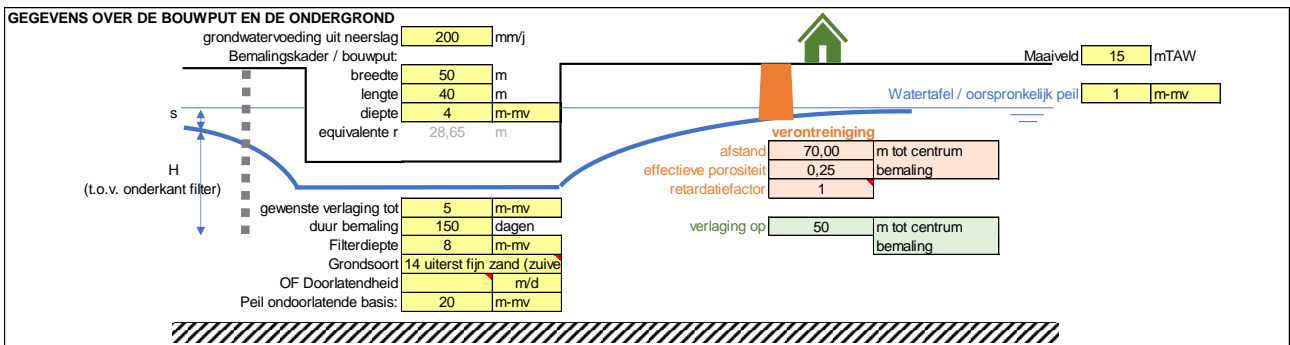 GEGEVENS OVER DE BOUWPUT EN DE ONDERGROND
grondwatervoeding uit neerslag 200 mm/j
Bemalingskader / bouwput:
Maaiveld 15 mTAW
breedte 50 m
lengte 40 m
Watertafel / oorspronkelijk peil 1 m-mv
diepte 4 m-mv
s
equivalente r 28,65 m
verontreiniging
afstand 70,00 m tot centrum
bemaling
effectieve porositeit 0,25
retardatiefactor 1
H
(t.o.v. onderkant filter)
gewenste verlaging tot 5 m-mv
duur bemaling 150 dagen
verlaging op 50 m tot centrum
bemaling
Filterdiepte 8 m-mv
Grondsoort 14 uiterst fijn zand (zuive
OF Doorlatendheid m/d
Peil ondoorlatende basis: 20 m-mv